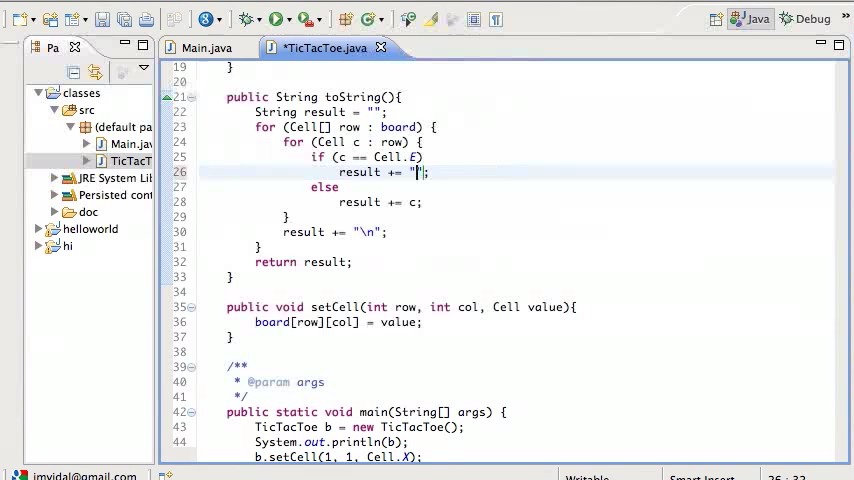 Java
Debug
Pa
Main.java
*TicTacToe.java
classes
src
(default pa
Main.jav
TicTacT
JRE System Lib
Persisted cont
doc
helloworld
hi
19 }
20
21 public String toString(){
22 String result = "";
23 for (Cell[] row : board) {
24 for (Cell c : row) {
25 if (c == Cell.E)
26 result += "";
27 else
28 result += c;
29 }
30 result += "\n";
31 }
32 return result;
33 }
34
35 public void setCell(int row, int col, Cell value){
36 board[row][col] = value;
37 }
38
39 /**
40 * @param args
41 */
42 public static void main(String[] args) {
43 TicTacToe b = new TicTacToe();
44 System.out.println(b);
b.setCell(1, 1, Cell.X);
jmvidal@gmail.com
Writable
Smart Insert
26 : 32